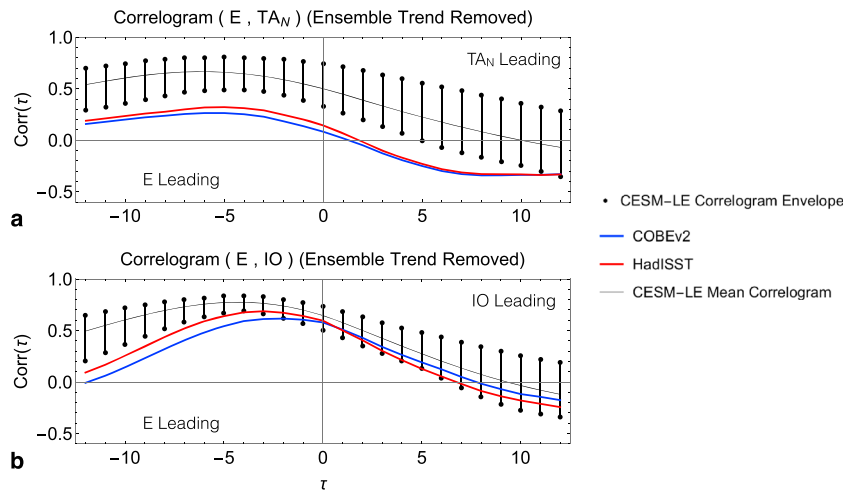 Correlogram ( E , TA_N ) (Ensemble Trend Removed)
1.0
0.5
0.0
−0.5
Corr(τ)
TA_N Leading
E Leading
−10
−5
0
5
10
a
Correlogram ( E , IO ) (Ensemble Trend Removed)
1.0
0.5
0.0
−0.5
Corr(τ)
IO Leading
E Leading
−10
−5
0
5
10
b
τ
CESM−LE Correlogram Envelope
COBEv2
HadISST
CESM−LE Mean Correlogram